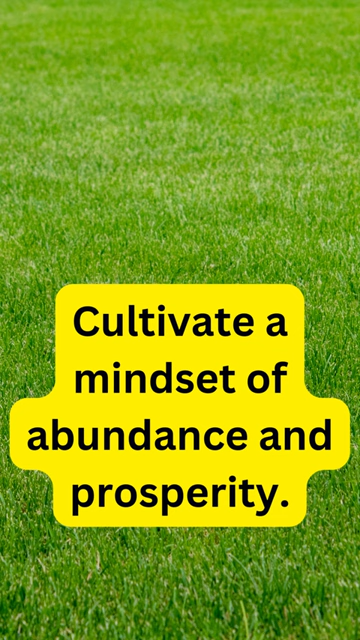 Cultivate a
mindset of
abundance and
prosperity.